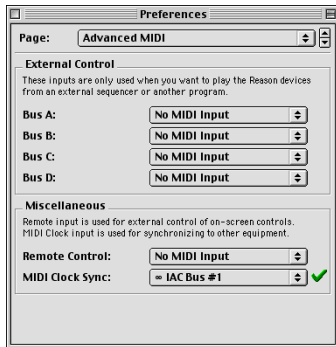 Preferences
Page: Advanced MIDI
External Control
These inputs are only used when you want to play the Reason devices
from an external sequencer or another program.
Bus A: No MIDI Input
Bus B: No MIDI Input
Bus C: No MIDI Input
Bus D: No MIDI Input
Miscellaneous
Remote input is used for external control of on-screen controls.
MIDI Clock input is used for synchronizing to other equipment.
Remote Control: No MIDI Input
MIDI Clock Sync: ∞ IAC Bus #1